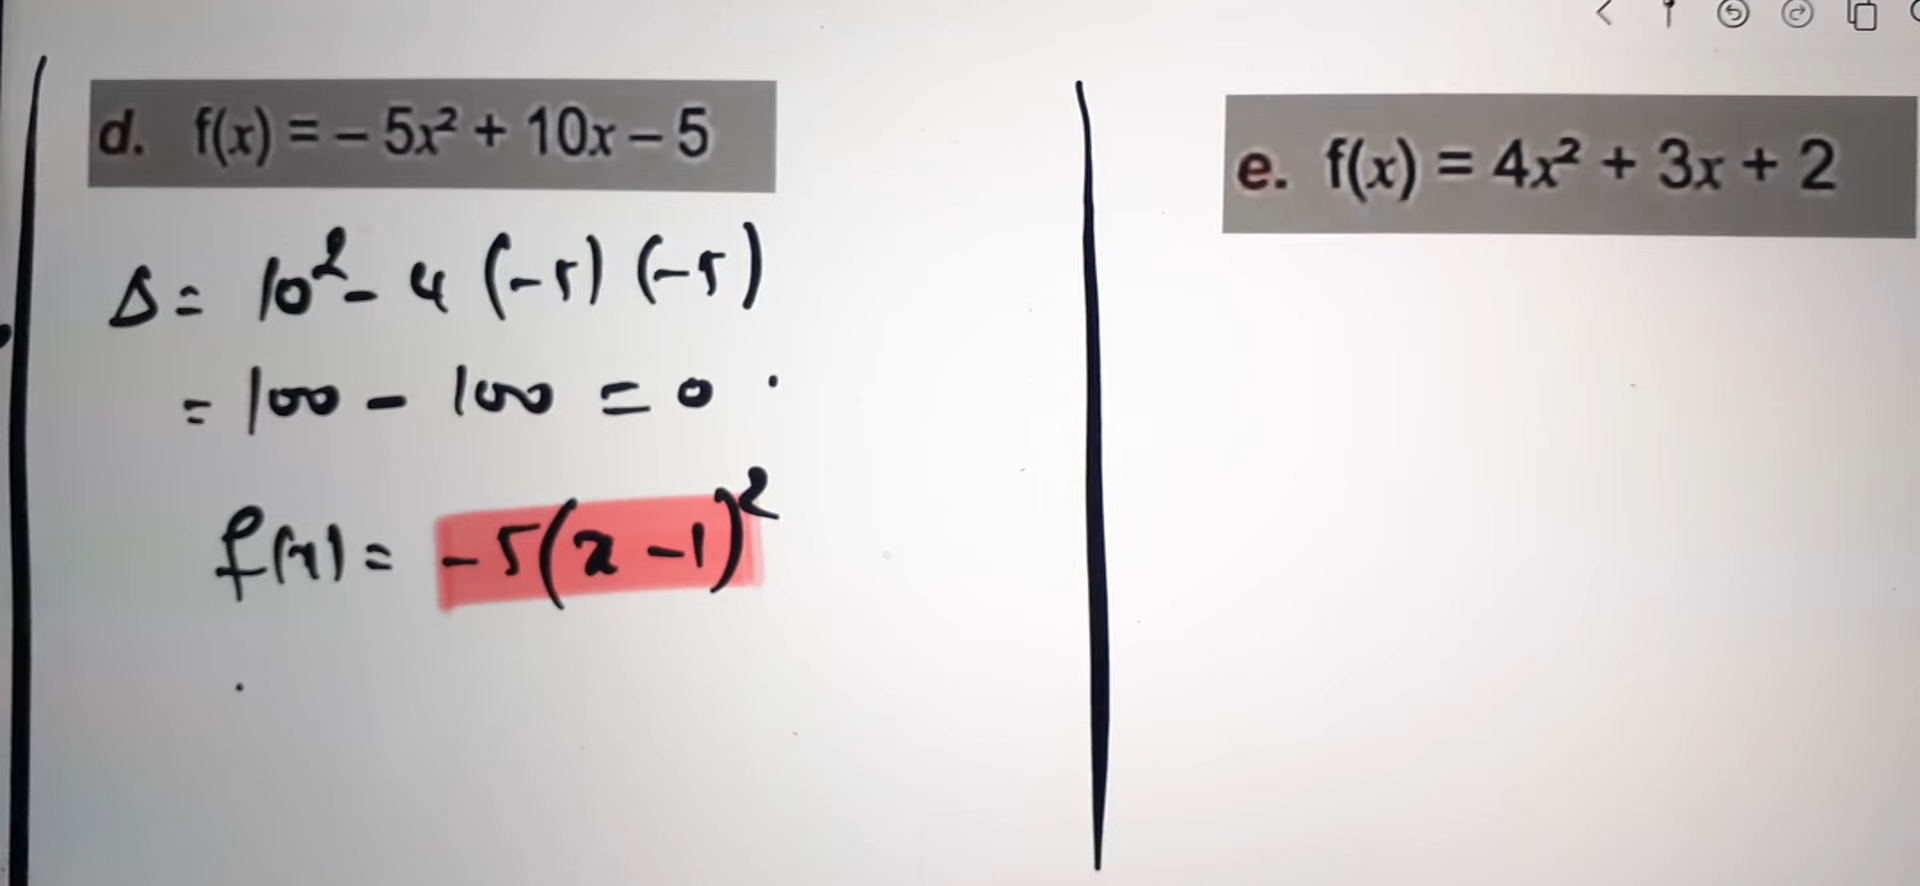 d. f(x) = – 5x² + 10x – 5
Δ = 10² - 4 (-5) (-5)
= 100 - 100 = 0 .
f(x) = -5(x -1)²
e. f(x) = 4x² + 3x + 2